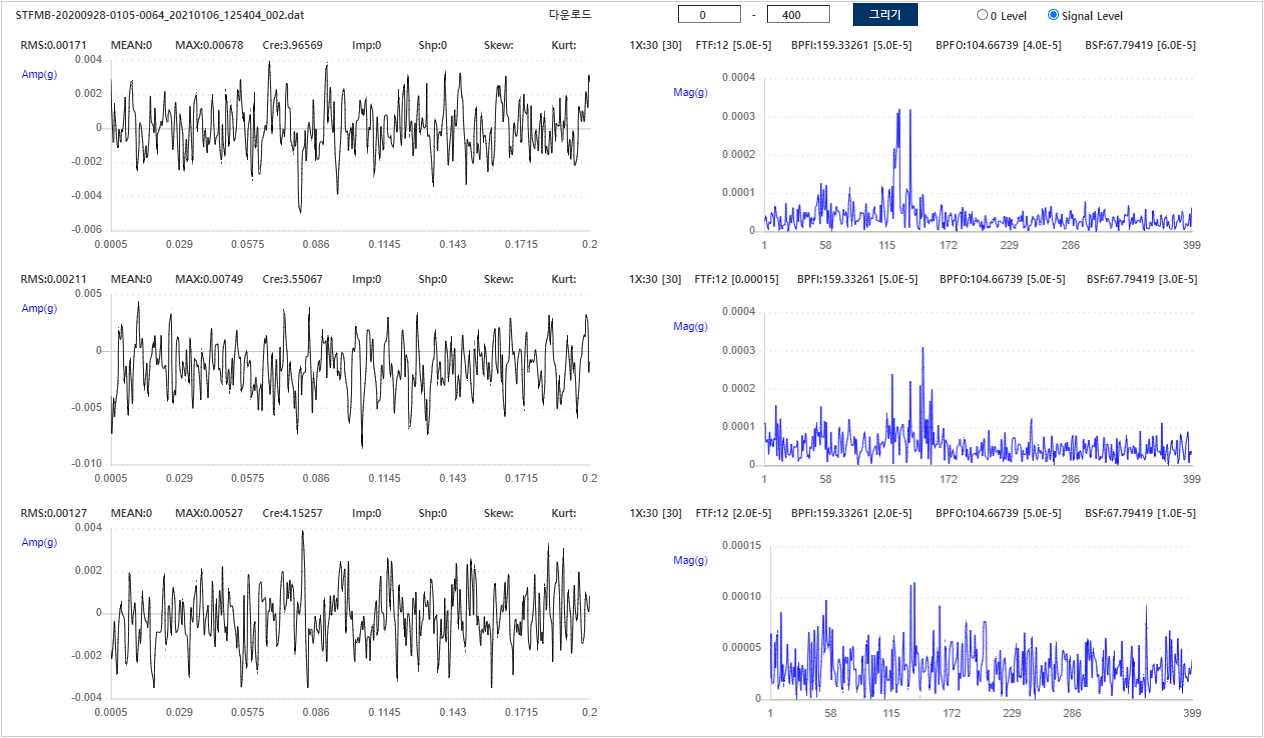 STFMB-20200928-0105-0064_20210106_125404_002.dat 다운로드 0 - 400 그리기 0 Level Signal Level
RMS:0.00171 MEAN:0 MAX:0.00678 Cre:3.96569 Imp:0 Shp:0 Skew: Kurt:
Amp(g)
0.004
0.002
0
-0.002
-0.004
-0.006
0.0005 0.029 0.0575 0.086 0.1145 0.143 0.1715 0.2
1X:30 [30] FTF:12 [5.0E-5] BPFI:159.33261 [5.0E-5] BPFO:104.66739 [4.0E-5] BSF:67.79419 [6.0E-5]
Mag(g)
0.0004
0.0003
0.0002
0.0001
0
1 58 115 172 229 286 399
RMS:0.00211 MEAN:0 MAX:0.00749 Cre:3.55067 Imp:0 Shp:0 Skew: Kurt:
Amp(g)
0.005
0
-0.005
-0.010
0.0005 0.029 0.0575 0.086 0.1145 0.143 0.1715 0.2
1X:30 [30] FTF:12 [0.00015] BPFI:159.33261 [5.0E-5] BPFO:104.66739 [5.0E-5] BSF:67.79419 [3.0E-5]
Mag(g)
0.0004
0.0003
0.0002
0.0001
0
1 58 115 172 229 286 399
RMS:0.00127 MEAN:0 MAX:0.00527 Cre:4.15257 Imp:0 Shp:0 Skew: Kurt:
Amp(g)
0.004
0.002
0
-0.002
-0.004
0.0005 0.029 0.0575 0.086 0.1145 0.143 0.1715 0.2
1X:30 [30] FTF:12 [2.0E-5] BPFI:159.33261 [2.0E-5] BPFO:104.66739 [5.0E-5] BSF:67.79419 [1.0E-5]
Mag(g)
0.00015
0.00010
0.00005
0
1 58 115 172 229 286 399